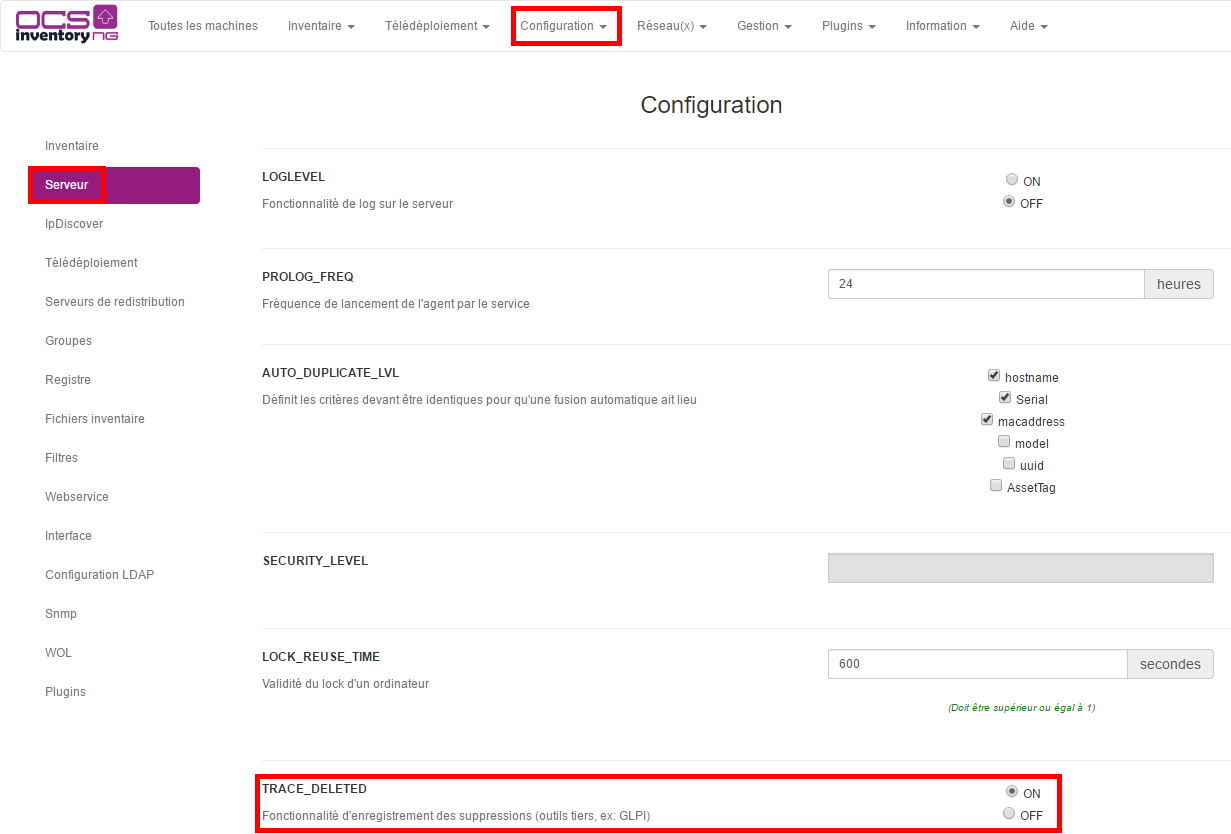 OCS
inventory NG
Toutes les machines Inventaire Télédéploiement Configuration Réseau(x) Gestion Plugins Information Aide
Configuration
Inventaire
Serveur
IpDiscover
Télédéploiement
Serveurs de redistribution
Groupes
Registre
Fichiers inventaire
Filtres
Webservice
Interface
Configuration LDAP
Snmp
WOL
Plugins
LOGLEVEL
Fonctionnalité de log sur le serveur
ON
OFF
PROLOG_FREQ
Fréquence de lancement de l'agent par le service
24 heures
AUTO_DUPLICATE_LVL
Définit les critères devant être identiques pour qu'une fusion automatique ait lieu
hostname
Serial
macaddress
model
uuid
AssetTag
SECURITY_LEVEL
LOCK_REUSE_TIME
Validité du lock d'un ordinateur
600 secondes
(Doit être supérieur ou égal à 1)
TRACE_DELETED
Fonctionnalité d'enregistrement des suppressions (outils tiers, ex: GLPI)
ON
OFF